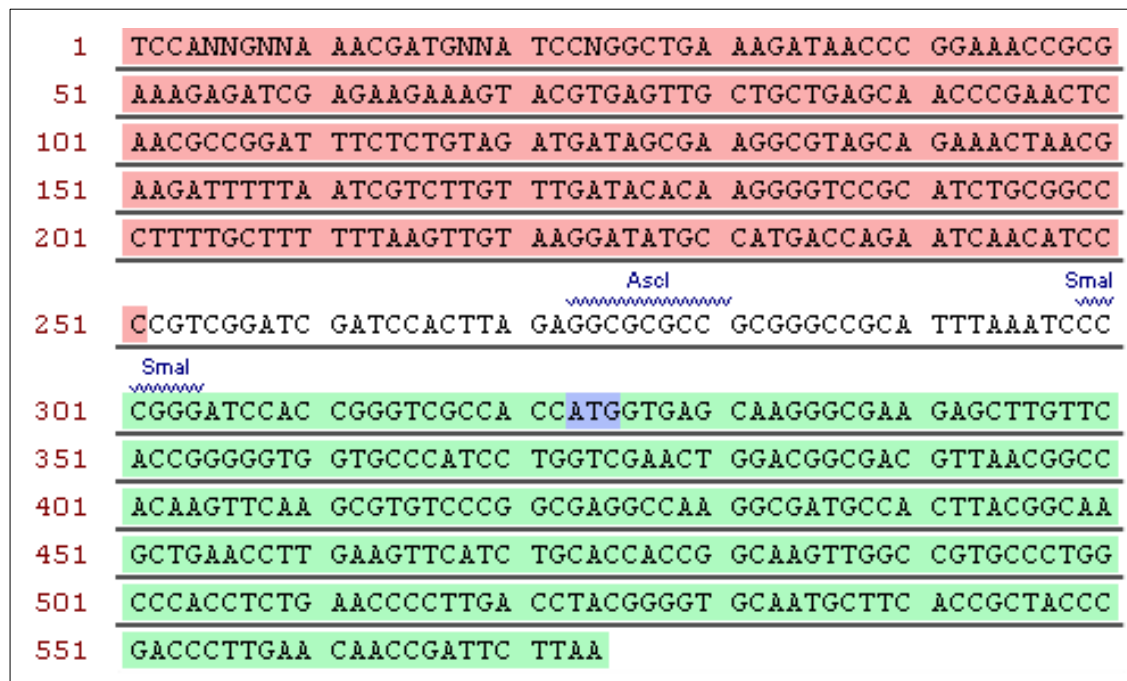 1 TCCANNGNNA AACGATGNNA TCCNGGCTGA AAGATAACCC GGAAACCGCG
51 AAAGAGATCG AGAAGAAAGT ACGTGAGTTG CTGCTGAGCA ACCCGAACTC
101 AACGCCGGAT TTCTCTGTAG ATGATAGCGA AGGCGTAGCA GAAACTAACG
151 AAGATTTTTA ATCGTCTTGT TTGATACACA AGGGGTCCGC ATCTGCGGCC
201 CTTTTGCTTT TTTAAGTTGT AAGGATATGC CATGACCAGA ATCAACATCC
AscI SmaI
251 CCGTCGGATC GATCCACTTA GAGGCGCGCC GCGGGCCGCA TTTAAATCCC
SmaI
301 CGGGATCCAC CGGGTCGCCA CCATGGTGAG CAAGGGCGAA GAGCTTGTTC
351 ACCGGGGGTG GTGCCCATCC TGGTCGAACT GGACGGCGAC GTTAACGGCC
401 ACAAGTTCAA GCGTGTCCCG GCGAGGCCAA GGCGATGCCA CTTACGGCAA
451 GCTGAACCTT GAAGTTCATC TGCACCACCG GCAAGTTGGC CGTGCCCTGG
501 CCCACCTCTG AACCCCTTGA CCTACGGGGT GCAATGCTTC ACCGCTACCC
551 GACCCTTGAA CAACCGATTC TTAA